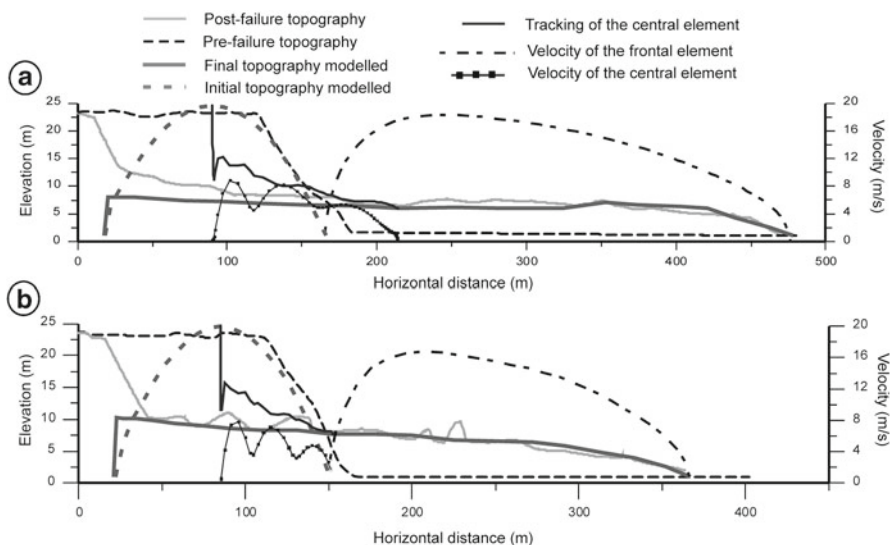 Post-failure topography
Pre-failure topography
Final topography modelled
Initial topography modelled
Tracking of the central element
Velocity of the frontal element
Velocity of the central element
a
25
20
15
10
5
0
Elevation (m)
20
16
12
8
4
0
Velocity (m/s)
0 100 200 300 400 500
Horizontal distance (m)
b
25
20
15
10
5
0
Elevation (m)
20
16
12
8
4
0
Velocity (m/s)
0 100 200 300 400
Horizontal distance (m)